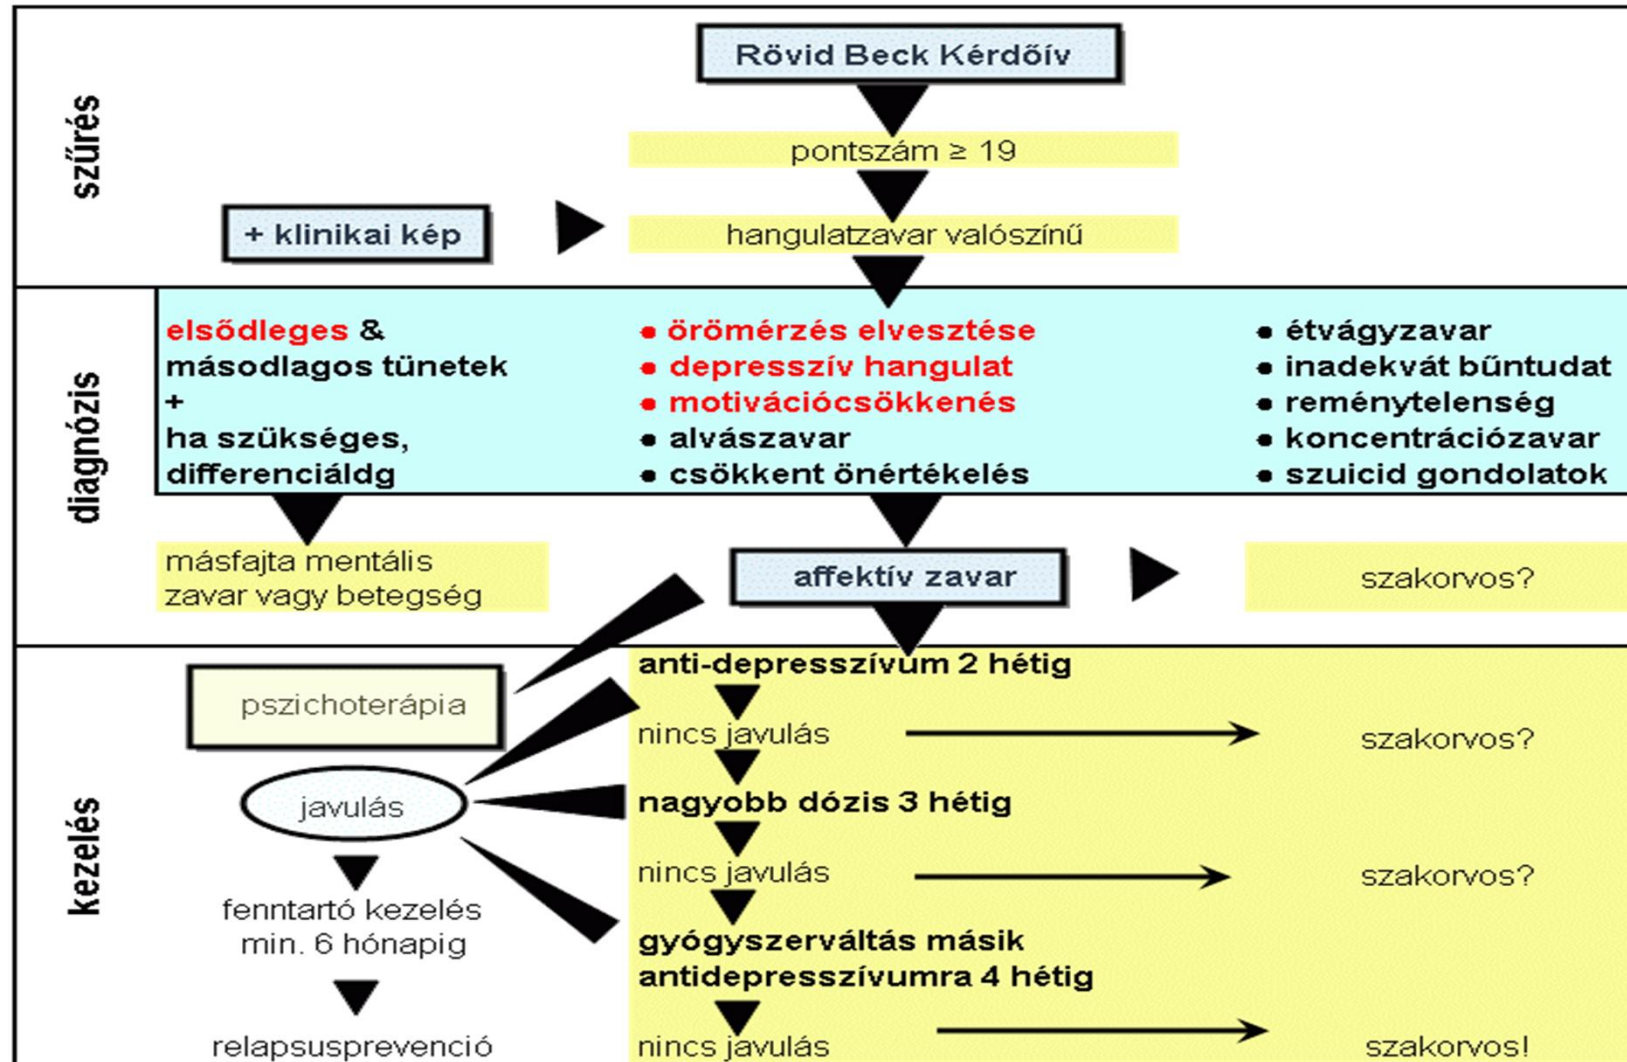 szűrés
Rövid Beck Kérdőív
pontszám ≥ 19
+ klinikai kép
hangulatzavar valószínű
diagnózis
elsődleges &
másodlagos tünetek
+
ha szükséges,
differenciáldg
• örömérzés elvesztése
• depresszív hangulat
• motivációcsökkenés
• alvászavar
• csökkent önértékelés
• étvágyzavar
• inadekvát bűntudat
• reménytelenség
• koncentrációzavar
• szuicid gondolatok
másfajta mentális
zavar vagy betegség
affektív zavar
szakorvos?
kezelés
pszichoterápia
javulás
fenntartó kezelés
min. 6 hónapig
relapsusprevenció
anti-depresszívum 2 hétig
nincs javulás
szakorvos?
nagyobb dózis 3 hétig
nincs javulás
szakorvos?
gyógyszerváltás másik
antidepresszívumra 4 hétig
nincs javulás
szakorvos!